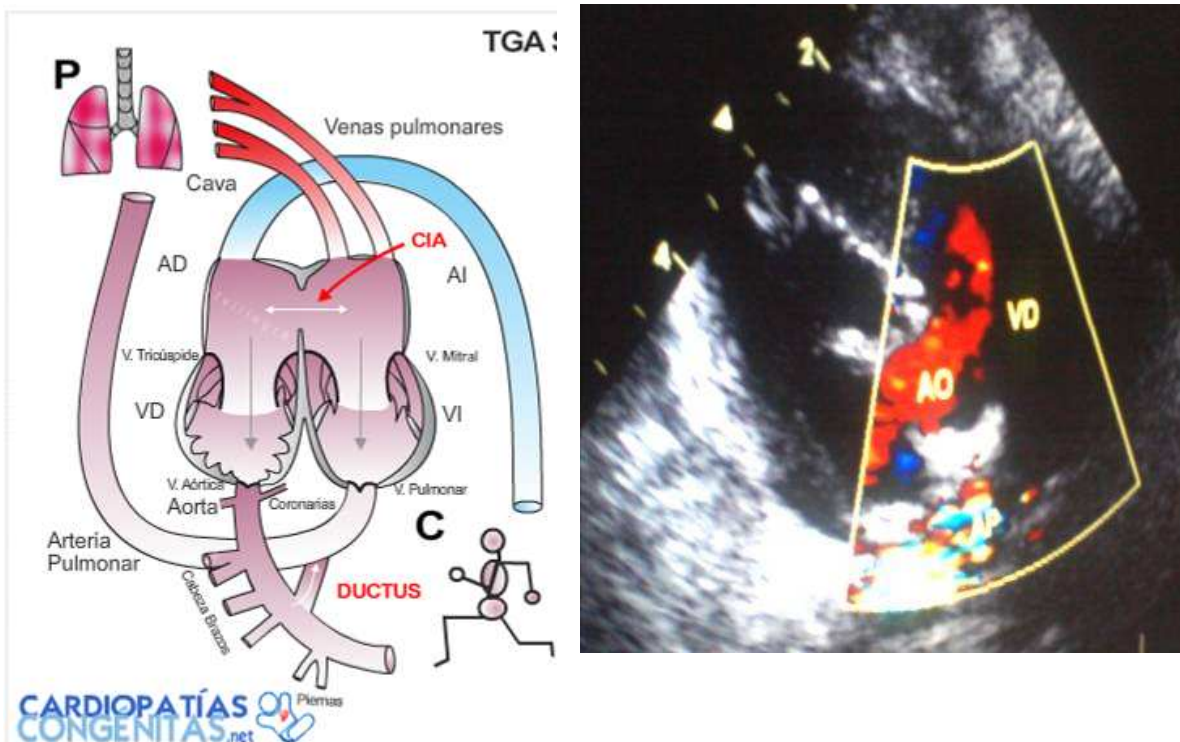 TGA S
P
Venas pulmonares
Cava
CIA
AD
AI
V. Tricúspide
V. Mitral
VD
VI
V. Aórtica
V. Pulmonar
Aorta
Coronarias
C
Arteria
Pulmonar
Cabeza Brazos
DUCTUS
Piernas
CARDIOPATÍAS
CONGENITAS.net
2
4
VD
AO
AP